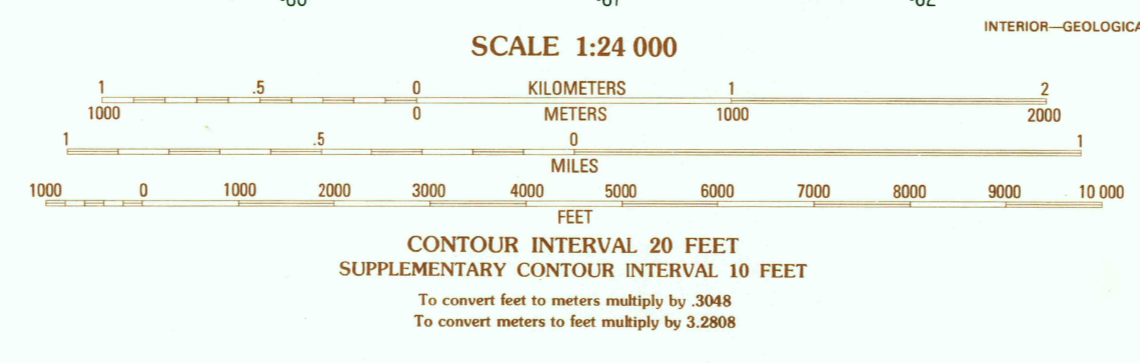 INTERIOR—GEOLOGICA
SCALE 1:24 000
1 .5 0 KILOMETERS 1 2
1000 0 METERS 1000 2000
1 .5 0 1
MILES
1000 0 1000 2000 3000 4000 5000 6000 7000 8000 9000 10 000
FEET
CONTOUR INTERVAL 20 FEET
SUPPLEMENTARY CONTOUR INTERVAL 10 FEET
To convert feet to meters multiply by .3048
To convert meters to feet multiply by 3.2808